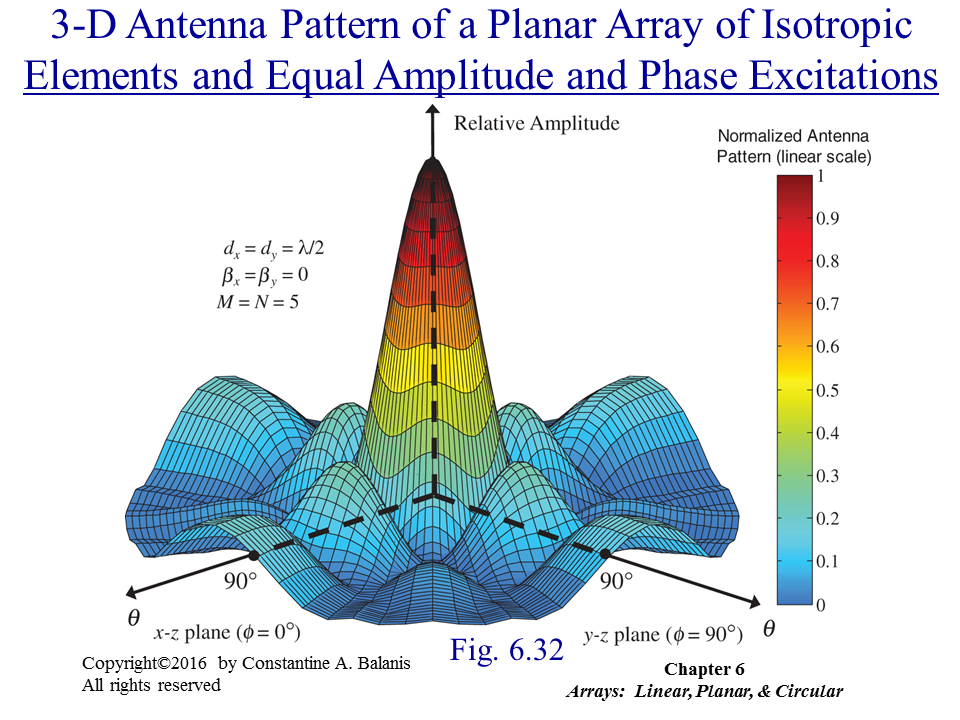 3-D Antenna Pattern of a Planar Array of Isotropic
Elements and Equal Amplitude and Phase Excitations
Relative Amplitude
Normalized Antenna
Pattern (linear scale)
1
0.9
0.8
0.7
0.6
0.5
0.4
0.3
0.2
0.1
0
dx = dy = λ/2
βx = βy = 0
M = N = 5
90°
90°
θ
θ
x-z plane (ϕ = 0°)
y-z plane (ϕ = 90°)
Fig. 6.32
Copyright©2016 by Constantine A. Balanis
All rights reserved
Chapter 6
Arrays: Linear, Planar, & Circular